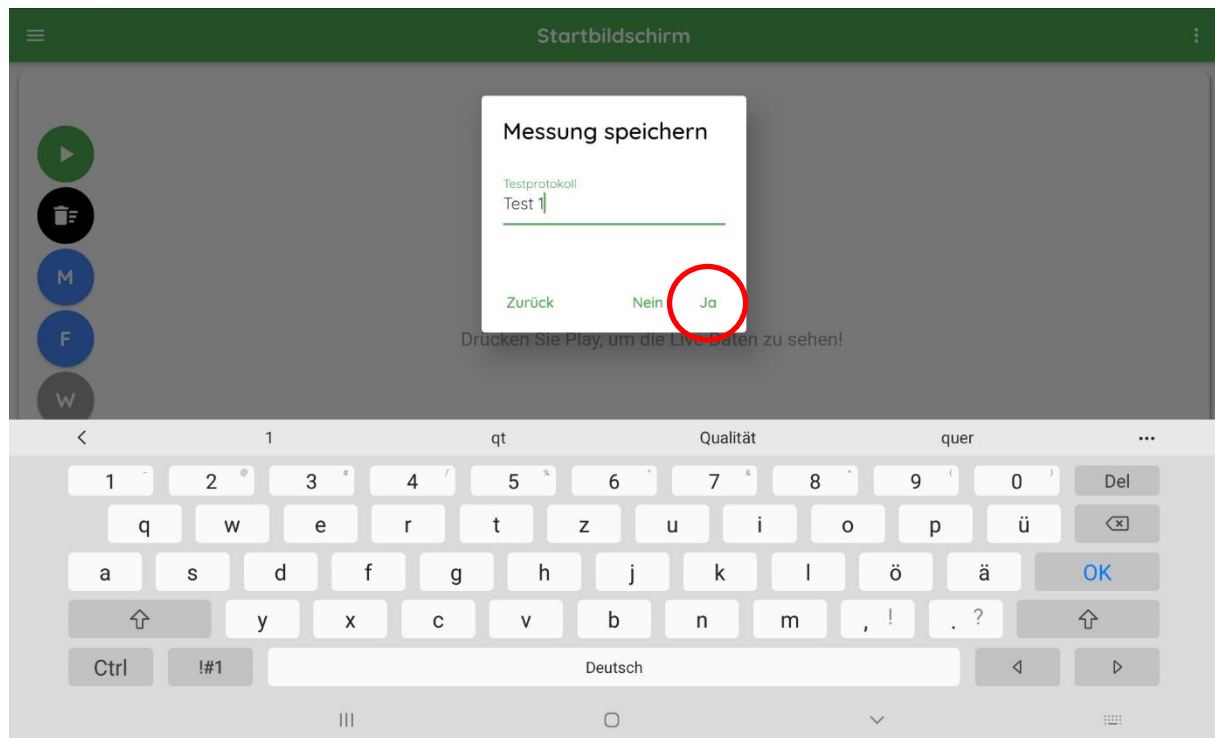 Startbildschirm
Messung speichern
Testprotokoll
Test 1
Zurück Nein Ja
M
F
Drücken Sie Play, um die Live-Daten zu sehen!
W
1 qt Qualität quer
1 2 @ 3 # 4 / 5 % 6 7 & 8 9 ( 0 ) Del
q w e r t z u i o p ü
a s d f g h j k l ö ä OK
y x c v b n m , ! . ?
Ctrl !#1 Deutsch